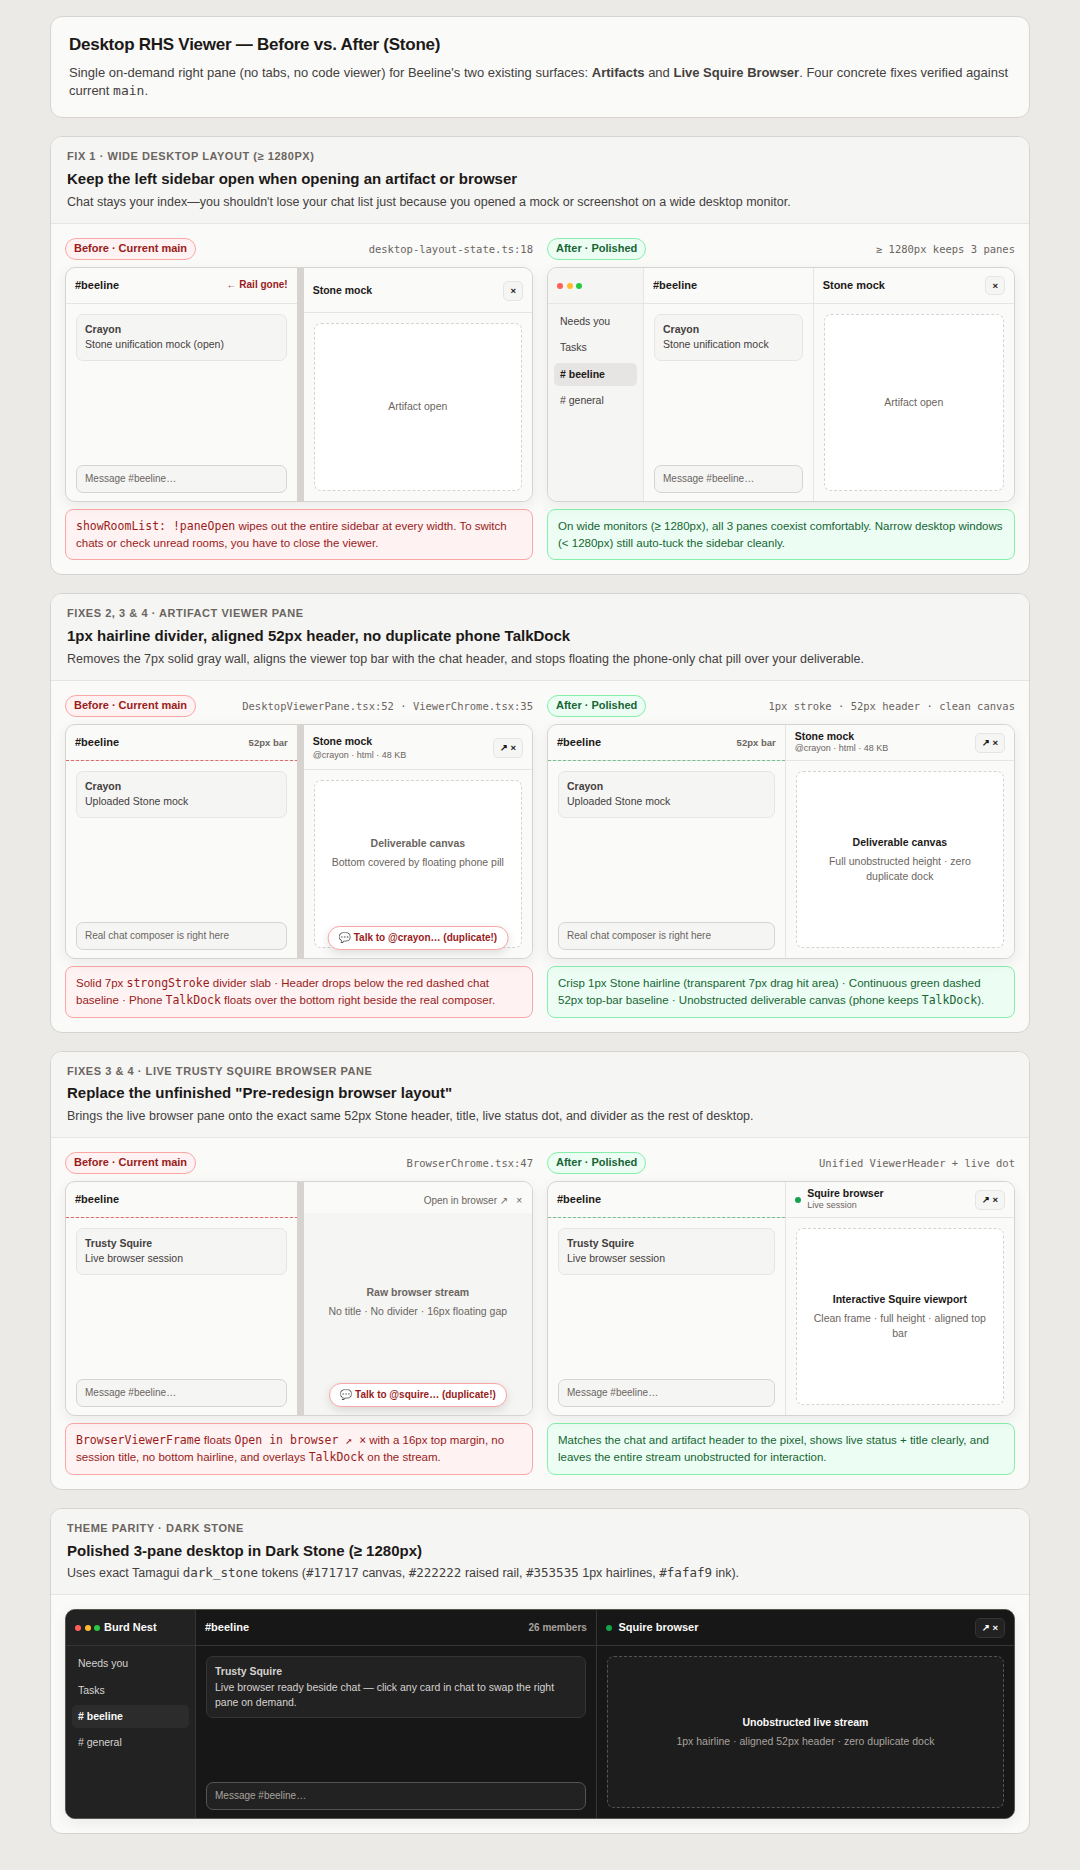 Desktop RHS Viewer — Before vs. After (Stone)
Single on-demand right pane (no tabs, no code viewer) for Beeline's two existing surfaces: Artifacts and Live Squire Browser. Four concrete fixes verified against
current main.
FIX 1 · WIDE DESKTOP LAYOUT (≥ 1280PX)
Keep the left sidebar open when opening an artifact or browser
Chat stays your index—you shouldn't lose your chat list just because you opened a mock or screenshot on a wide desktop monitor.
Before · Current main
desktop-layout-state.ts:18
#beeline
← Rail gone!
Stone mock
×
Crayon
Stone unification mock (open)
Artifact open
Message #beeline…
showRoomList: !paneOpen wipes out the entire sidebar at every width. To switch
chats or check unread rooms, you have to close the viewer.
After · Polished
≥ 1280px keeps 3 panes
#beeline
Stone mock
×
Needs you
Tasks
# beeline
# general
Crayon
Stone unification mock
Artifact open
Message #beeline…
On wide monitors (≥ 1280px), all 3 panes coexist comfortably. Narrow desktop windows
(< 1280px) still auto-tuck the sidebar cleanly.
FIXES 2, 3 & 4 · ARTIFACT VIEWER PANE
1px hairline divider, aligned 52px header, no duplicate phone TalkDock
Removes the 7px solid gray wall, aligns the viewer top bar with the chat header, and stops floating the phone-only chat pill over your deliverable.
Before · Current main
DesktopViewerPane.tsx:52 · ViewerChrome.tsx:35
#beeline
52px bar
Stone mock
@crayon · html · 48 KB
↗ ×
Crayon
Uploaded Stone mock
Deliverable canvas
Bottom covered by floating phone pill
Real chat composer is right here
💬 Talk to @crayon… (duplicate!)
Solid 7px strongStroke divider slab · Header drops below the red dashed chat
baseline · Phone TalkDock floats over the bottom right beside the real composer.
After · Polished
1px stroke · 52px header · clean canvas
#beeline
52px bar
Stone mock
@crayon · html · 48 KB
↗ ×
Crayon
Uploaded Stone mock
Deliverable canvas
Full unobstructed height · zero
duplicate dock
Real chat composer is right here
Crisp 1px Stone hairline (transparent 7px drag hit area) · Continuous green dashed
52px top-bar baseline · Unobstructed deliverable canvas (phone keeps TalkDock).
FIXES 3 & 4 · LIVE TRUSTY SQUIRE BROWSER PANE
Replace the unfinished "Pre-redesign browser layout"
Brings the live browser pane onto the exact same 52px Stone header, title, live status dot, and divider as the rest of desktop.
Before · Current main
BrowserChrome.tsx:47
#beeline
Open in browser ↗ ×
Trusty Squire
Live browser session
Raw browser stream
No title · No divider · 16px floating gap
Message #beeline…
💬 Talk to @squire… (duplicate!)
BrowserViewerFrame floats Open in browser ↗ × with a 16px top margin, no
session title, no bottom hairline, and overlays TalkDock on the stream.
After · Polished
Unified ViewerHeader + live dot
#beeline
Squire browser
Live session
↗ ×
Trusty Squire
Live browser session
Interactive Squire viewport
Clean frame · full height · aligned top
bar
Message #beeline…
Matches the chat and artifact header to the pixel, shows live status + title clearly, and
leaves the entire stream unobstructed for interaction.
THEME PARITY · DARK STONE
Polished 3-pane desktop in Dark Stone (≥ 1280px)
Uses exact Tamagui dark_stone tokens (#171717 canvas, #222222 raised rail, #353535 1px hairlines, #fafaf9 ink).
Burd Nest
#beeline
26 members
Squire browser
↗ ×
Needs you
Tasks
# beeline
# general
Trusty Squire
Live browser ready beside chat — click any card in chat to swap the right
pane on demand.
Unobstructed live stream
1px hairline · aligned 52px header · zero duplicate dock
Message #beeline…